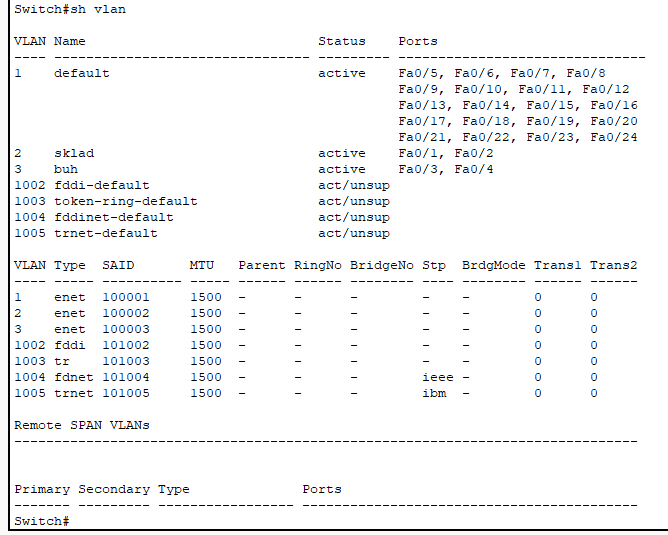 Switch#sh vlan

VLAN Name                             Status    Ports
---- -------------------------------- --------- -------------------------------
1    default                          active    Fa0/5, Fa0/6, Fa0/7, Fa0/8
                                                Fa0/9, Fa0/10, Fa0/11, Fa0/12
                                                Fa0/13, Fa0/14, Fa0/15, Fa0/16
                                                Fa0/17, Fa0/18, Fa0/19, Fa0/20
                                                Fa0/21, Fa0/22, Fa0/23, Fa0/24
2    sklad                            active    Fa0/1, Fa0/2
3    buh                              active    Fa0/3, Fa0/4
1002 fddi-default                     act/unsup
1003 token-ring-default               act/unsup
1004 fddinet-default                  act/unsup
1005 trnet-default                    act/unsup

VLAN Type  SAID       MTU   Parent RingNo BridgeNo Stp  BrdgMode Trans1 Trans2
---- ----- ---------- ----- ------ ------ -------- ---- -------- ------ ------
1    enet  100001     1500  -      -      -        -    -        0      0
2    enet  100002     1500  -      -      -        -    -        0      0
3    enet  100003     1500  -      -      -        -    -        0      0
1002 fddi  101002     1500  -      -      -        -    -        0      0
1003 tr    101003     1500  -      -      -        -    -        0      0
1004 fdnet 101004     1500  -      -      -        ieee -        0      0
1005 trnet 101005     1500  -      -      -        ibm  -        0      0

Remote SPAN VLANs
------------------------------------------------------------------------------

Primary Secondary Type              Ports
------- --------- ----------------- ------------------------------------------
Switch#